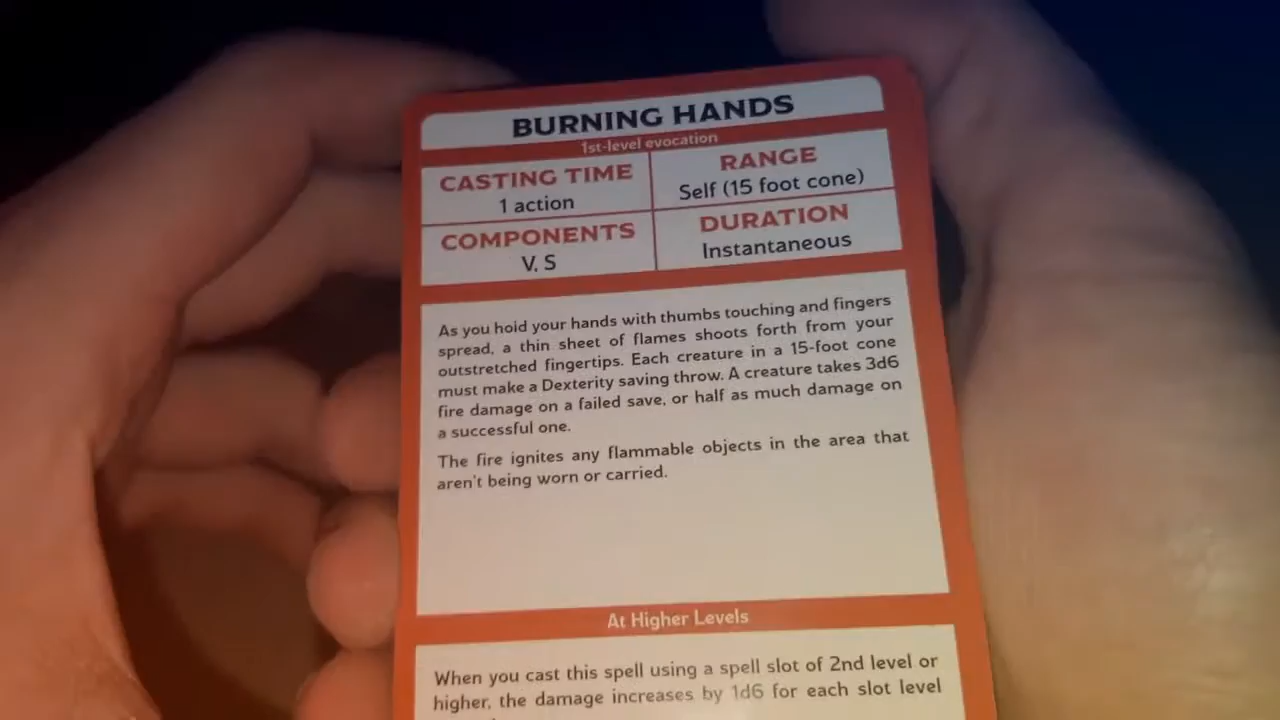 BURNING HANDS
1st-level evocation
CASTING TIME
1 action
RANGE
Self (15 foot cone)
COMPONENTS
V, S
DURATION
Instantaneous
As you hold your hands with thumbs touching and fingers
spread, a thin sheet of flames shoots forth from your
outstretched fingertips. Each creature in a 15-foot cone
must make a Dexterity saving throw. A creature takes 3d6
fire damage on a failed save, or half as much damage on
a successful one.
The fire ignites any flammable objects in the area that
aren't being worn or carried.
At Higher Levels
When you cast this spell using a spell slot of 2nd level or
higher, the damage increases by 1d6 for each slot level